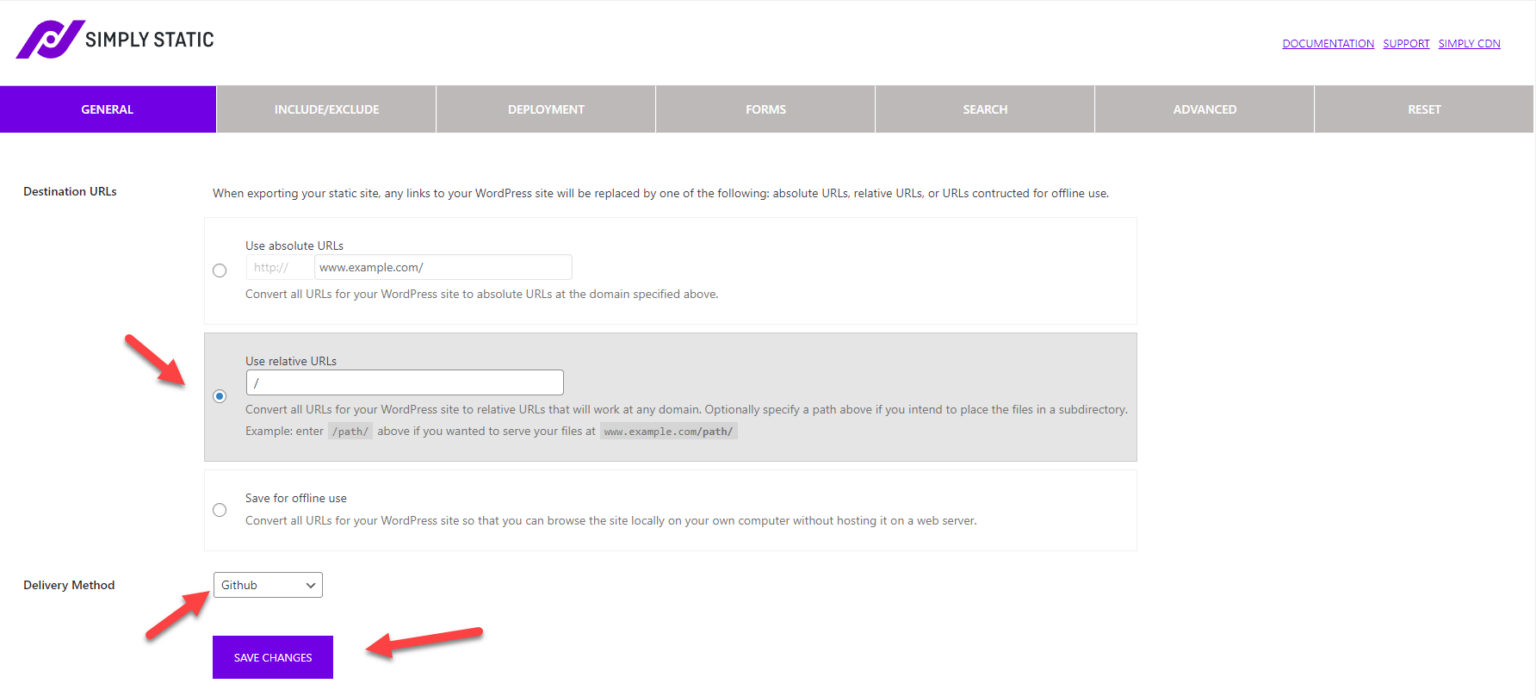 SIMPLY STATIC
DOCUMENTATION SUPPORT SIMPLY CDN
GENERAL INCLUDE/EXCLUDE DEPLOYMENT FORMS SEARCH ADVANCED RESET
Destination URLs
When exporting your static site, any links to your WordPress site will be replaced by one of the following: absolute URLs, relative URLs, or URLs contructed for offline use.
Use absolute URLs
http:// www.example.com/
Convert all URLs for your WordPress site to absolute URLs at the domain specified above.
Use relative URLs
/
Convert all URLs for your WordPress site to relative URLs that will work at any domain. Optionally specify a path above if you intend to place the files in a subdirectory.
Example: enter /path/ above if you wanted to serve your files at www.example.com/path/
Save for offline use
Convert all URLs for your WordPress site so that you can browse the site locally on your own computer without hosting it on a web server.
Delivery Method
Github
SAVE CHANGES